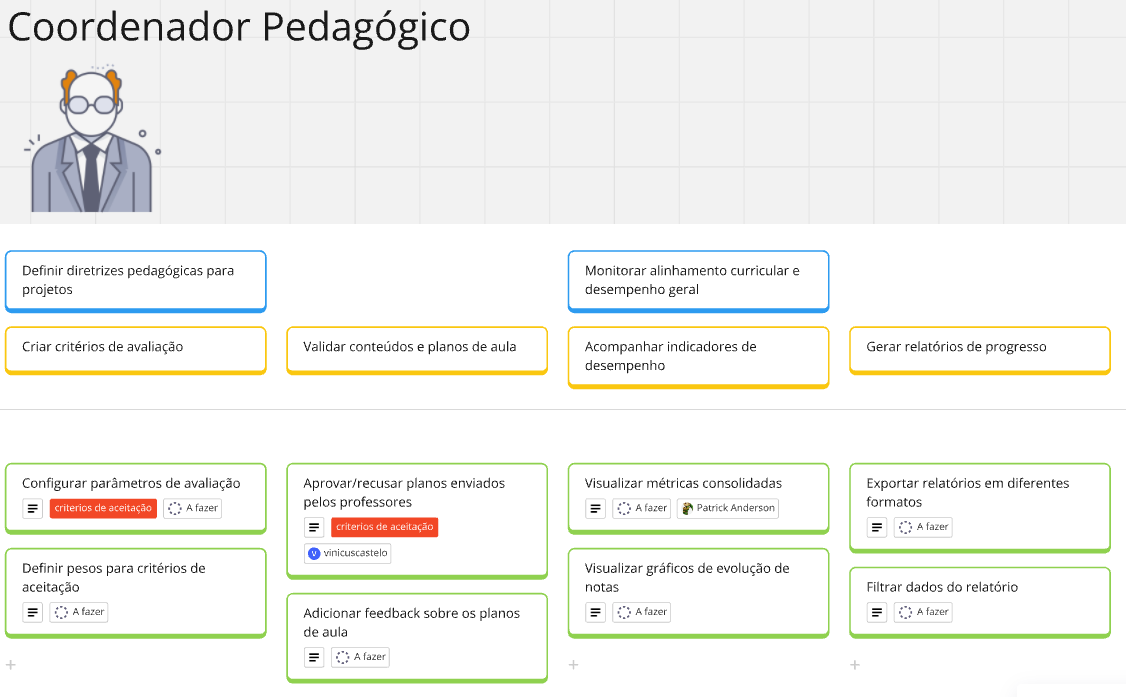 Coordenador Pedagógico
Definir diretrizes pedagógicas para
projetos
Monitorar alinhamento curricular e
desempenho geral
Criar critérios de avaliação
Validar conteúdos e planos de aula
Acompanhar indicadores de
desempenho
Gerar relatórios de progresso
Configurar parâmetros de avaliação
criterios de aceitação
A fazer
Definir pesos para critérios de
aceitação
A fazer
Aprovar/recusar planos enviados
pelos professores
criterios de aceitação
V
vinicuscastelo
Adicionar feedback sobre os planos
de aula
A fazer
Visualizar métricas consolidadas
A fazer
Patrick Anderson
Visualizar gráficos de evolução de
notas
A fazer
Exportar relatórios em diferentes
formatos
A fazer
Filtrar dados do relatório
A fazer